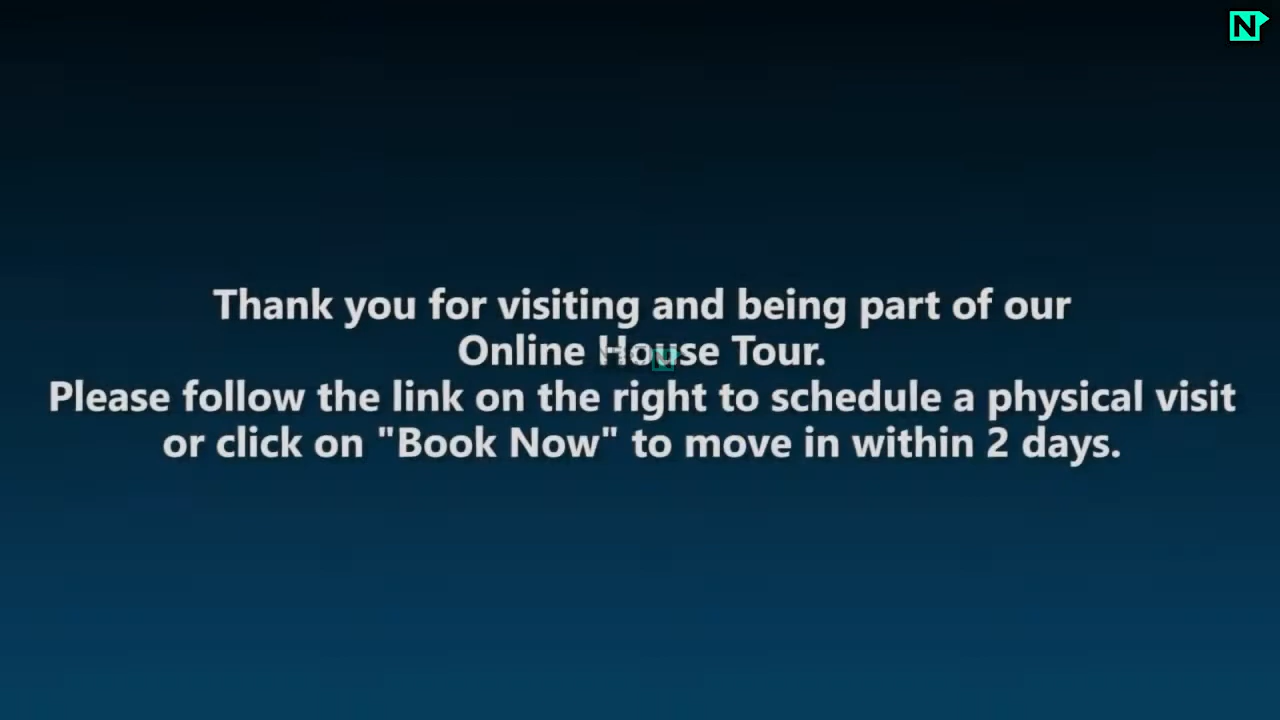 N
Thank you for visiting and being part of our
Online House Tour.
Please follow the link on the right to schedule a physical visit
or click on "Book Now" to move in within 2 days.